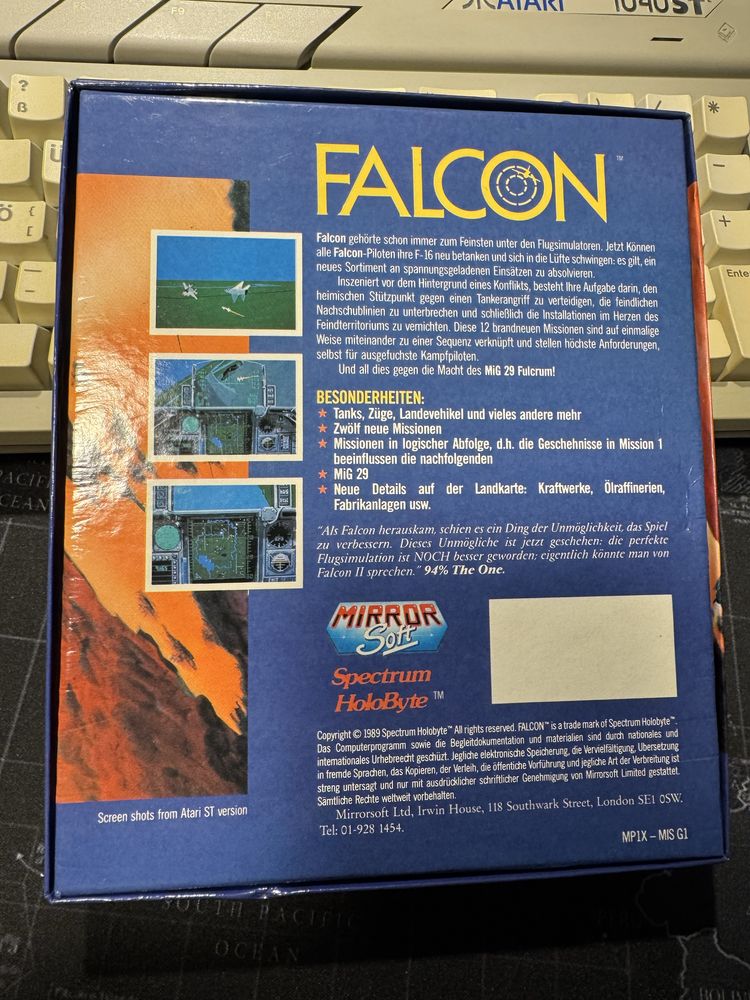 F8
F9
F10
ATARI 1040ST
?
ß
Ü
Ö
{
[
*
−
+
Enter
FALCON™
Falcon gehörte schon immer zum Feinsten unter den Flugsimulatoren. Jetzt Können
alle Falcon-Piloten ihre F-16 neu betanken und sich in die Lüfte schwingen: es gilt, ein
neues Sortiment an spannungsgeladenen Einsätzen zu absolvieren.
Inszeniert vor dem Hintergrund eines Konflikts, besteht Ihre Aufgabe darin, den
heimischen Stützpunkt gegen einen Tankerangriff zu verteidigen, die feindlichen
Nachschublinien zu unterbrechen und schließlich die Installationen im Herzen des
Feindterritoriums zu vernichten. Diese 12 brandneuen Missionen sind auf einmalige
Weise miteinander zu einer Sequenz verknüpft und stellen höchste Anforderungen,
selbst für ausgefuchste Kampfpiloten.
Und all dies gegen die Macht des MiG 29 Fulcrum!
BESONDERHEITEN:
★ Tanks, Züge, Landevehikel und vieles andere mehr
★ Zwölf neue Missionen
★ Missionen in logischer Abfolge, d.h. die Geschehnisse in Mission 1
beeinflussen die nachfolgenden
★ MiG 29
★ Neue Details auf der Landkarte: Kraftwerke, Ölraffinerien,
Fabrikanlagen usw.
"Als Falcon herauskam, schien es ein Ding der Unmöglichkeit, das Spiel
zu verbessern. Dieses Unmögliche ist jetzt geschehen: die perfekte
Flugsimulation ist NOCH besser geworden; eigentlich könnte man von
Falcon II sprechen." 94% The One.
MIRROR
Soft
Spectrum
HoloByte™
Copyright © 1989 Spectrum Holobyte™ All rights reserved. FALCON™ is a trade mark of Spectrum Holobyte™.
Das Computerprogramm sowie die Begleitdokumentation und materialien sind durch nationales und
internationales Urheberecht geschützt. Jegliche elektronische Speicherung, die Vervielfältigung, Übersetzung
in fremde Sprachen, das Kopieren, der Verleih, die öffentliche Vorführung und jegliche Art der Verbreitung ist
streng untersagt und nur mit ausdrücklicher schriftlicher Genehmigung von Mirrorsoft Limited gestattet.
Sämtliche Rechte weltweit vorbehalten.
Mirrorsoft Ltd, Irwin House, 118 Southwark Street, London SE1 0SW.
Tel: 01-928 1454.
Screen shots from Atari ST version
MP1X – MIS G1
PACIFIC
OCEAN
SOUTH PACIFIC
OCEAN